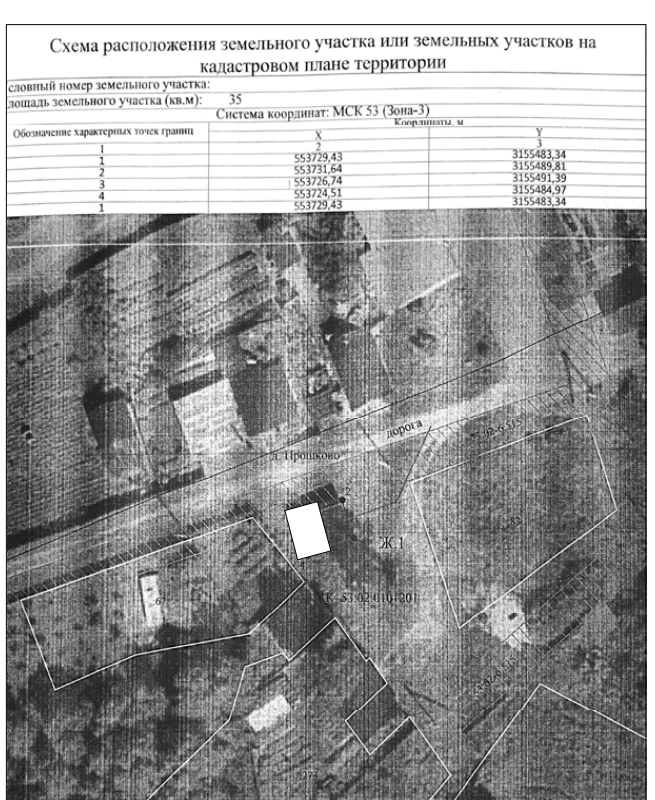 Схема расположения земельного участка или земельных участков на
кадастровом плане территории
словный номер земельного участка:
лощадь земельного участка (кв.м): 35
Система координат: МСК 53 (Зона-3)
Обозначение характерных точек границ Координаты, м
X Y
1 2 3
1 553729,43 3155483,34
2 553731,64 3155489,81
3 553726,74 3155491,39
4 553724,51 3155484,97
1 553729,43 3155483,34
дорога
д. Прошково
Ж.1